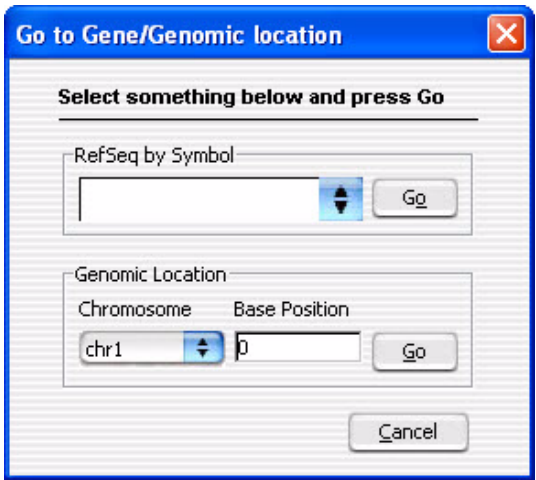 Go to Gene/Genomic location
Select something below and press Go
RefSeq by Symbol
Go
Genomic Location
Chromosome Base Position
chr1 0 Go
Cancel